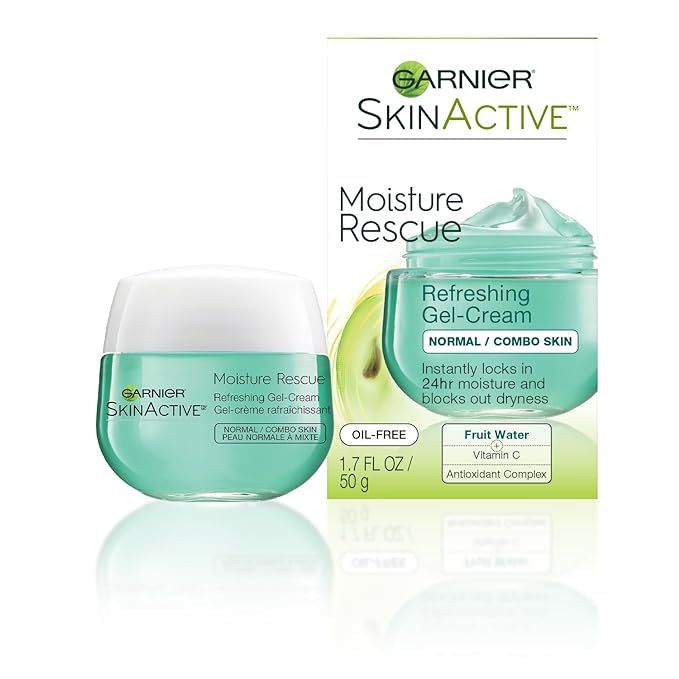 GARNIER®
SKINACTIVE™
Moisture
Rescue
Refreshing
Gel-Cream
NORMAL / COMBO SKIN
Instantly locks in
24hr moisture and
blocks out dryness
OIL-FREE
1.7 FL OZ /
50 g
Fruit Water
+
Vitamin C
Antioxidant Complex
GARNIER
SKINACTIVE™
Moisture Rescue
Refreshing Gel-Cream
Gel-crème rafraîchissant
NORMAL / COMBO SKIN
PEAU NORMALE À MIXTE